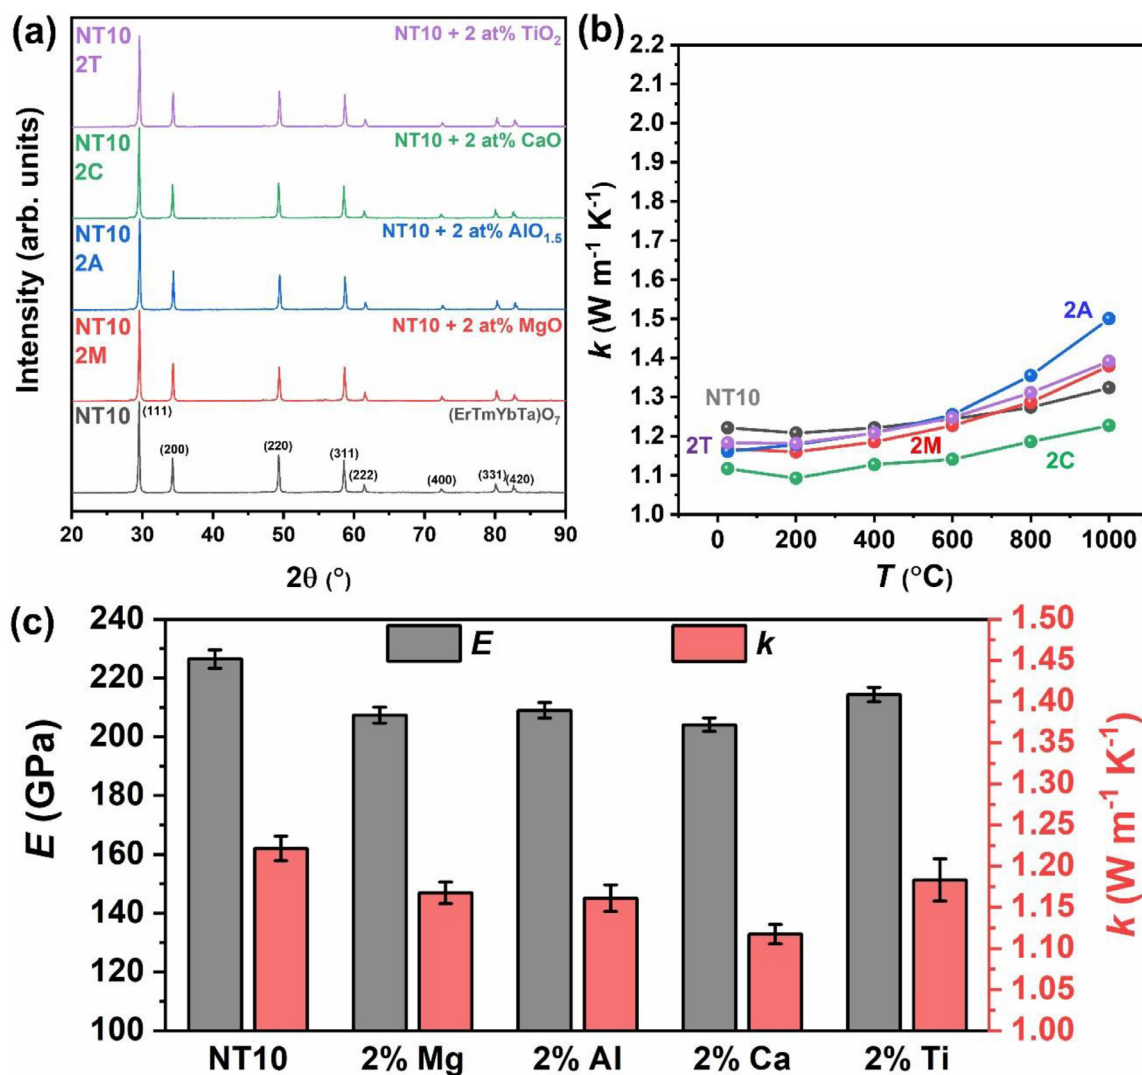 (a)
NT10
2T
NT10 + 2 at% TiO2
NT10
2C
NT10 + 2 at% CaO
NT10
2A
NT10 + 2 at% AlO1.5
NT10
2M
NT10 + 2 at% MgO
NT10
(ErTmYbTa)O7
(111)
(200)
(220)
(311)
(222)
(400)
(331)
(420)
20 30 40 50 60 70 80 90
2θ (°)
Intensity (arb. units)
(b)
2.2
2.1
2.0
1.9
1.8
1.7
1.6
1.5
1.4
1.3
1.2
1.1
1.0
k (W m-1 K-1)
NT10
2T
2M
2A
2C
0 200 400 600 800 1000
T (°C)
(c)
E
k
240
220
200
180
160
140
120
100
E (GPa)
1.50
1.45
1.40
1.35
1.30
1.25
1.20
1.15
1.10
1.05
1.00
k (W m-1 K-1)
NT10 2% Mg 2% Al 2% Ca 2% Ti